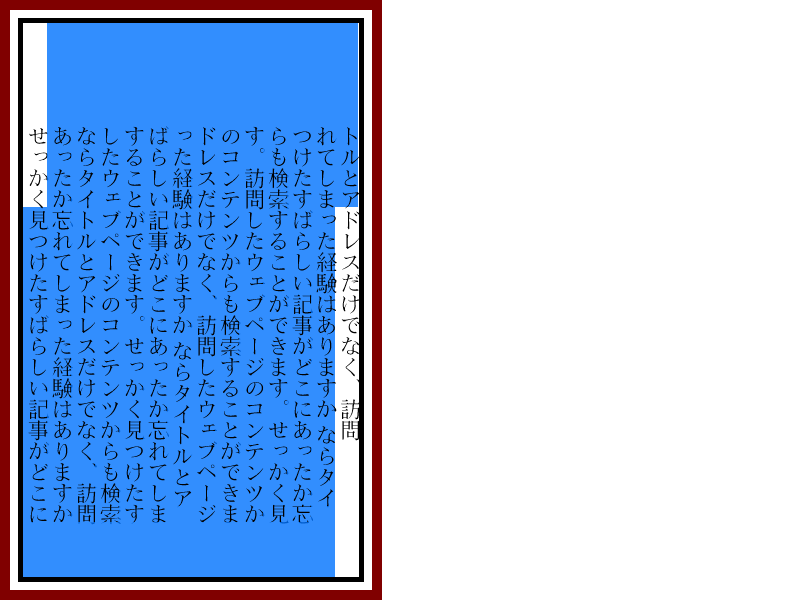 せっかく見つけたすばらしい記事がどこに
あったか忘れてしまった経験はありますか
ならタイトルとアドレスだけでなく、訪問
したウェブページのコンテンツからも検索
することができます。せっかく見つけたす
ばらしい記事がどこにあったか忘れてしま
った経験はありますか ならタイトルとア
ドレスだけでなく、訪問したウェブページ
のコンテンツからも検索することができま
す。訪問したウェブページのコンテンツか
らも検索することができます。せっかく見
つけたすばらしい記事がどこにあったか忘
れてしまった経験はありますか ならタイ
トルとアドレスだけでなく、訪問